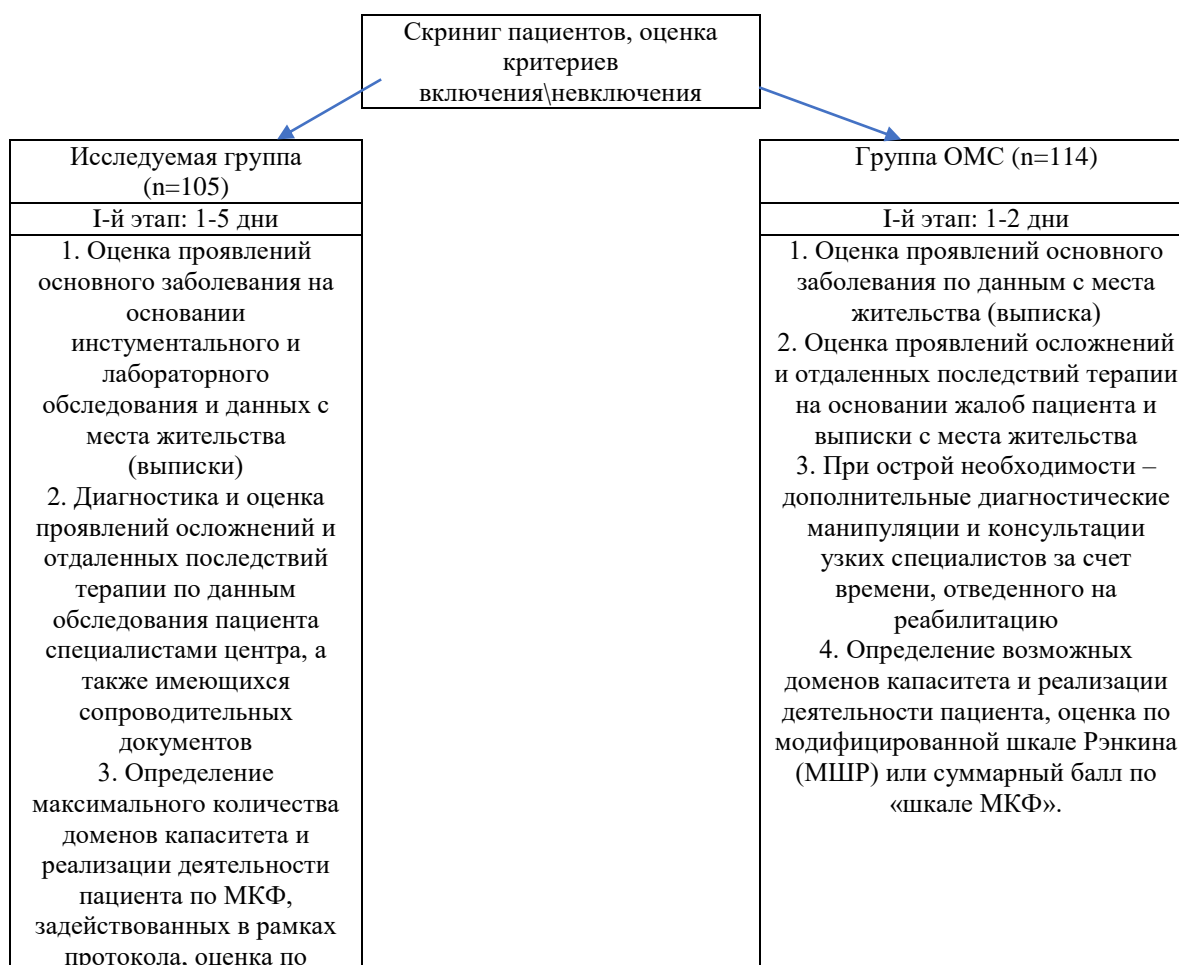 Скриниг пациентов, оценка
критериев
включения\невключения
Исследуемая группа
(n=105)
I-й этап: 1-5 дни
1. Оценка проявлений
основного заболевания на
основании
инстументального и
лабораторного
обследования и данных с
места жительства
(выписки)
2. Диагностика и оценка
проявлений осложнений и
отдаленных последствий
терапии по данным
обследования пациента
специалистами центра, а
также имеющихся
сопроводительных
документов
3. Определение
максимального количества
доменов капаситета и
реализации деятельности
пациента по МКФ,
задействованных в рамках
протокола, оценка по
Группа ОМС (n=114)
I-й этап: 1-2 дни
1. Оценка проявлений основного
заболевания по данным с места
жительства (выписка)
2. Оценка проявлений осложнений
и отдаленных последствий терапии
на основании жалоб пациента и
выписки с места жительства
3. При острой необходимости –
дополнительные диагностические
манипуляции и консультации
узких специалистов за счет
времени, отведенного на
реабилитацию
4. Определение возможных
доменов капаситета и реализации
деятельности пациента, оценка по
модифицированной шкале Рэнкина
(МШР) или суммарный балл по
«шкале МКФ».